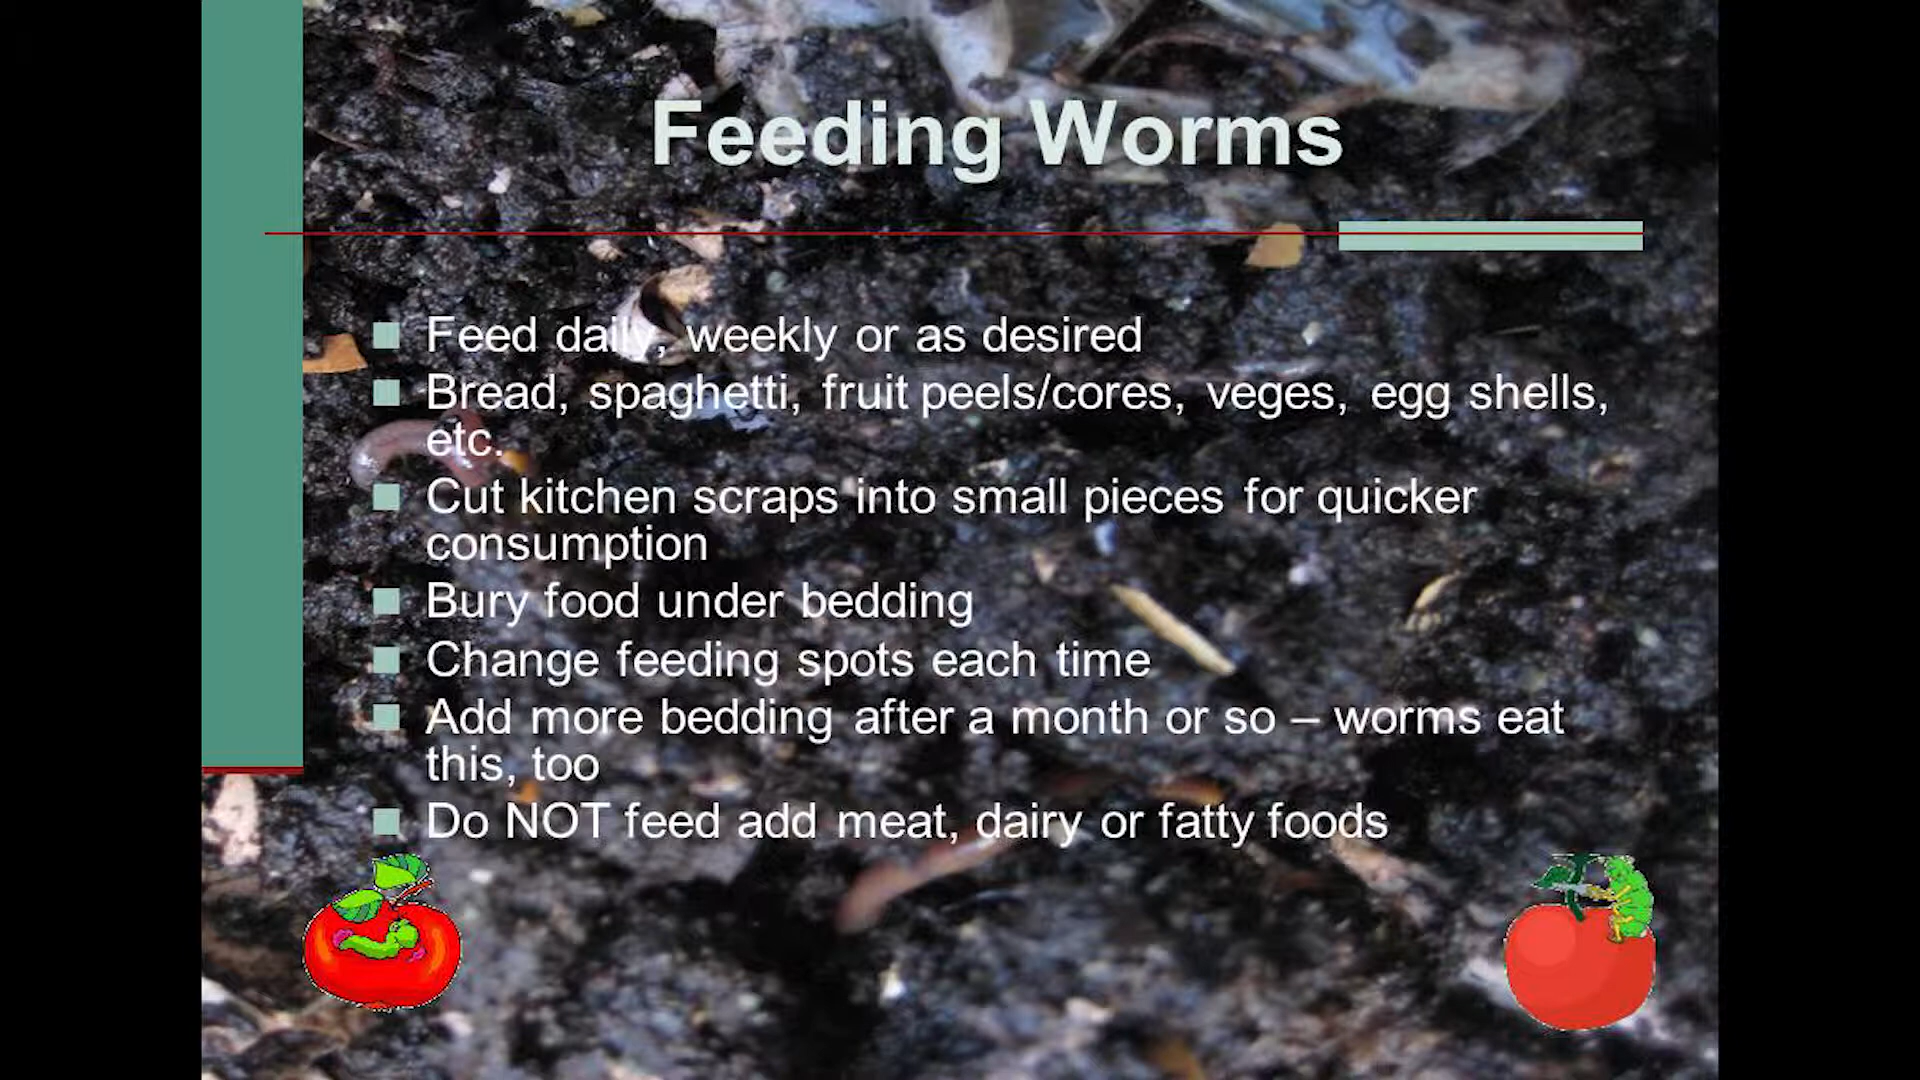 Feeding Worms
Feed daily, weekly or as desired
Bread, spaghetti, fruit peels/cores, veges, egg shells,
etc.
Cut kitchen scraps into small pieces for quicker
consumption
Bury food under bedding
Change feeding spots each time
Add more bedding after a month or so – worms eat
this, too
Do NOT feed add meat, dairy or fatty foods